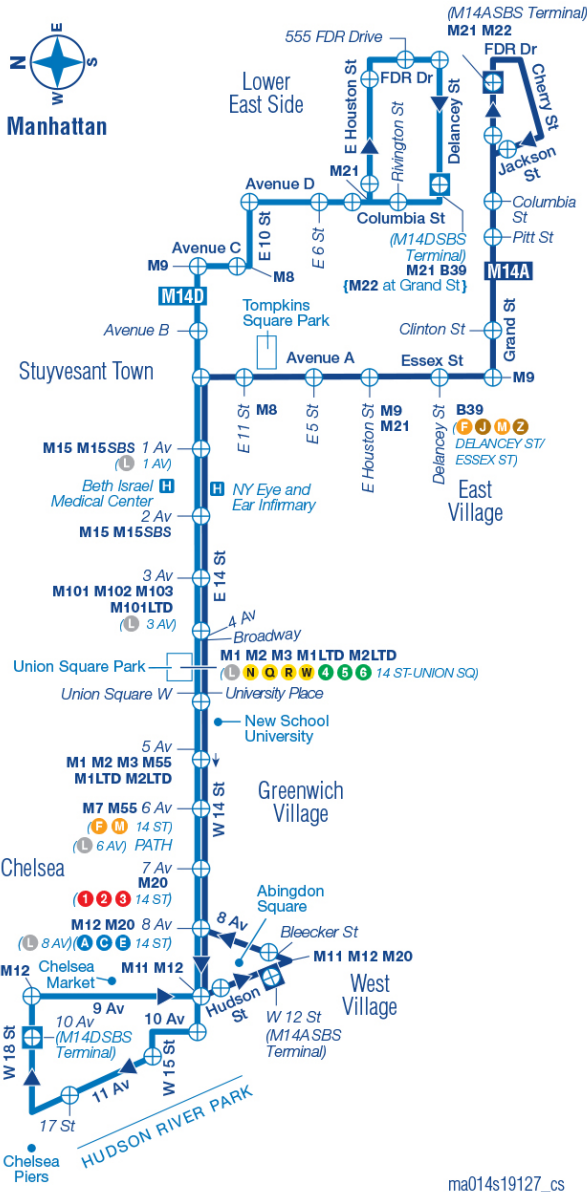 (M14ASBS Terminal)
M21 M22
FDR Dr
555 FDR Drive
FDR Dr
E
N
S
W
Manhattan
Lower
East Side
E Houston St
Rivington St
Delancey St
Cherry St
Jackson
St
M21
Avenue D
Columbia St
Columbia
St
E 10 St
E 6 St
(M14DSBS
Terminal)
M21 B39
{M22 at Grand St}
Pitt St
M14A
Avenue C
M9
M8
M14D
Tompkins
Square Park
Avenue B
Clinton St
Grand St
Stuyvesant Town
Avenue A
Essex St
M9
E 11 St
M8
E 5 St
E Houston St
M9
M21
Delancey St
B39
(F J M Z
DELANCEY ST/
ESSEX ST)
M15 M15SBS 1 Av
(L 1 AV)
Beth Israel H
Medical Center
H NY Eye and
Ear Infirmary
East
Village
2 Av
M15 M15SBS
E 14 St
3 Av
M101 M102 M103
M101LTD
(L 3 AV)
4 Av
Broadway
M1 M2 M3 M1LTD M2LTD
Union Square Park
(L N Q R W 4 5 6 14 ST-UNION SQ)
Union Square W
University Place
New School
University
5 Av
M1 M2 M3 M55
M1LTD M2LTD
W 14 St
Greenwich
Village
M7 M55 6 Av
(F M 14 ST)
(L 6 AV) PATH
Chelsea
7 Av
M20
(1 2 3 14 ST)
Abingdon
Square
M12 M20 8 Av
8 Av
Bleecker St
(L 8 AV)(A C E 14 ST)
M11 M12 M20
M12
Chelsea
Market
M11 M12
West
Village
9 Av
Hudson
St
W 12 St
(M14ASBS
Terminal)
10 Av
(M14DSBS
Terminal)
10 Av
W 18 St
W 15 St
11 Av
17 St
HUDSON RIVER PARK
Chelsea
Piers
ma014s19127_cs